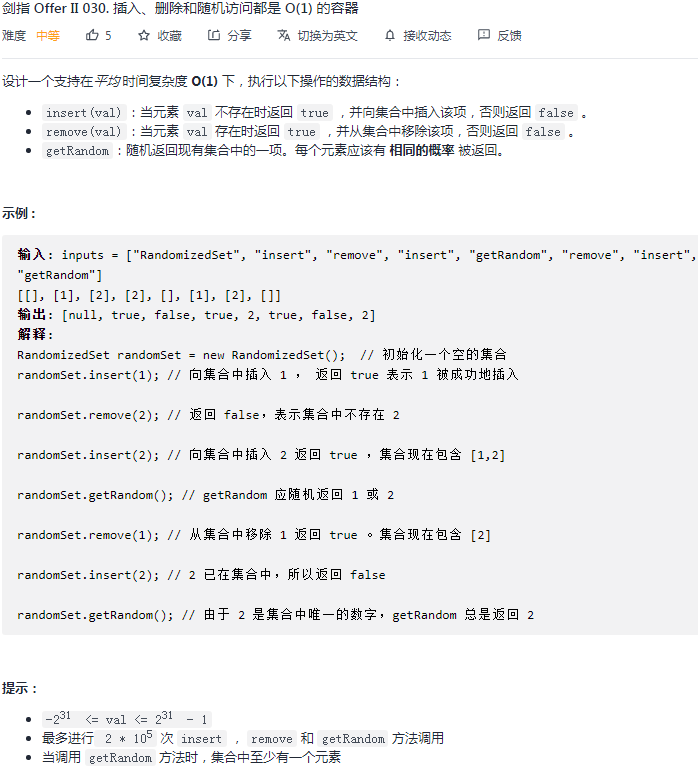 剑指 Offer II 030. 插入、删除和随机访问都是 O(1) 的容器
难度 中等 5 收藏 分享 切换为英文 接收动态 反馈
设计一个支持在平均 时间复杂度 O(1) 下，执行以下操作的数据结构：
insert(val)：当元素 val 不存在时返回 true ，并向集合中插入该项，否则返回 false 。
remove(val)：当元素 val 存在时返回 true ，并从集合中移除该项，否则返回 false 。
getRandom：随机返回现有集合中的一项。每个元素应该有 相同的概率 被返回。
示例 :
输入: inputs = ["RandomizedSet", "insert", "remove", "insert", "getRandom", "remove", "insert",
"getRandom"]
[[], [1], [2], [2], [], [1], [2], []]
输出: [null, true, false, true, 2, true, false, 2]
解释:
RandomizedSet randomSet = new RandomizedSet();  // 初始化一个空的集合
randomSet.insert(1); // 向集合中插入 1 ， 返回 true 表示 1 被成功地插入
randomSet.remove(2); // 返回 false，表示集合中不存在 2
randomSet.insert(2); // 向集合中插入 2 返回 true ，集合现在包含 [1,2]
randomSet.getRandom(); // getRandom 应随机返回 1 或 2
randomSet.remove(1); // 从集合中移除 1 返回 true 。集合现在包含 [2]
randomSet.insert(2); // 2 已在集合中，所以返回 false
randomSet.getRandom(); // 由于 2 是集合中唯一的数字，getRandom 总是返回 2
提示：
-2³¹ <= val <= 2³¹ - 1
最多进行 2 * 10⁵ 次 insert ， remove 和 getRandom 方法调用
当调用 getRandom 方法时，集合中至少有一个元素